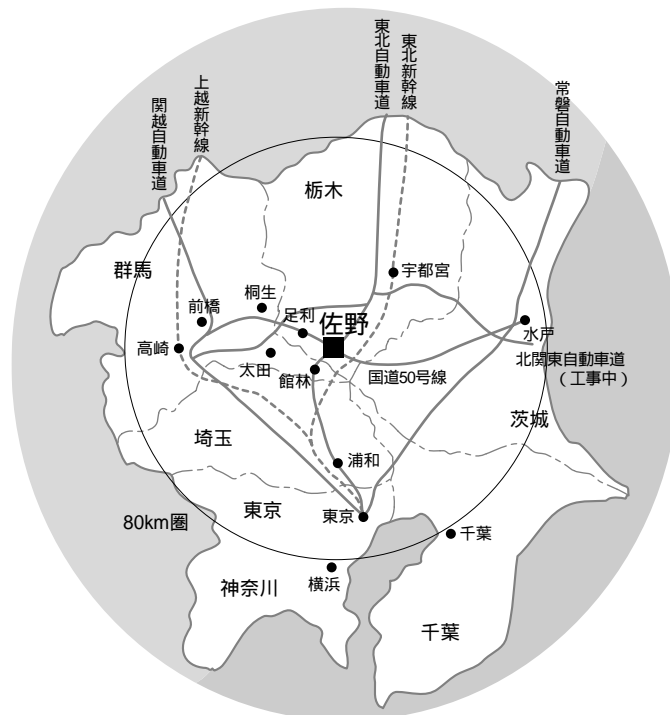 東北自動車道
東北新幹線
上越新幹線
関越自動車道
常磐自動車道
栃木
群馬
宇都宮
桐生
前橋
足利
佐野
水戸
高崎
太田
館林
国道50号線
北関東自動車道
(工事中)
茨城
埼玉
浦和
東京
東京
80km圏
千葉
横浜
神奈川
千葉